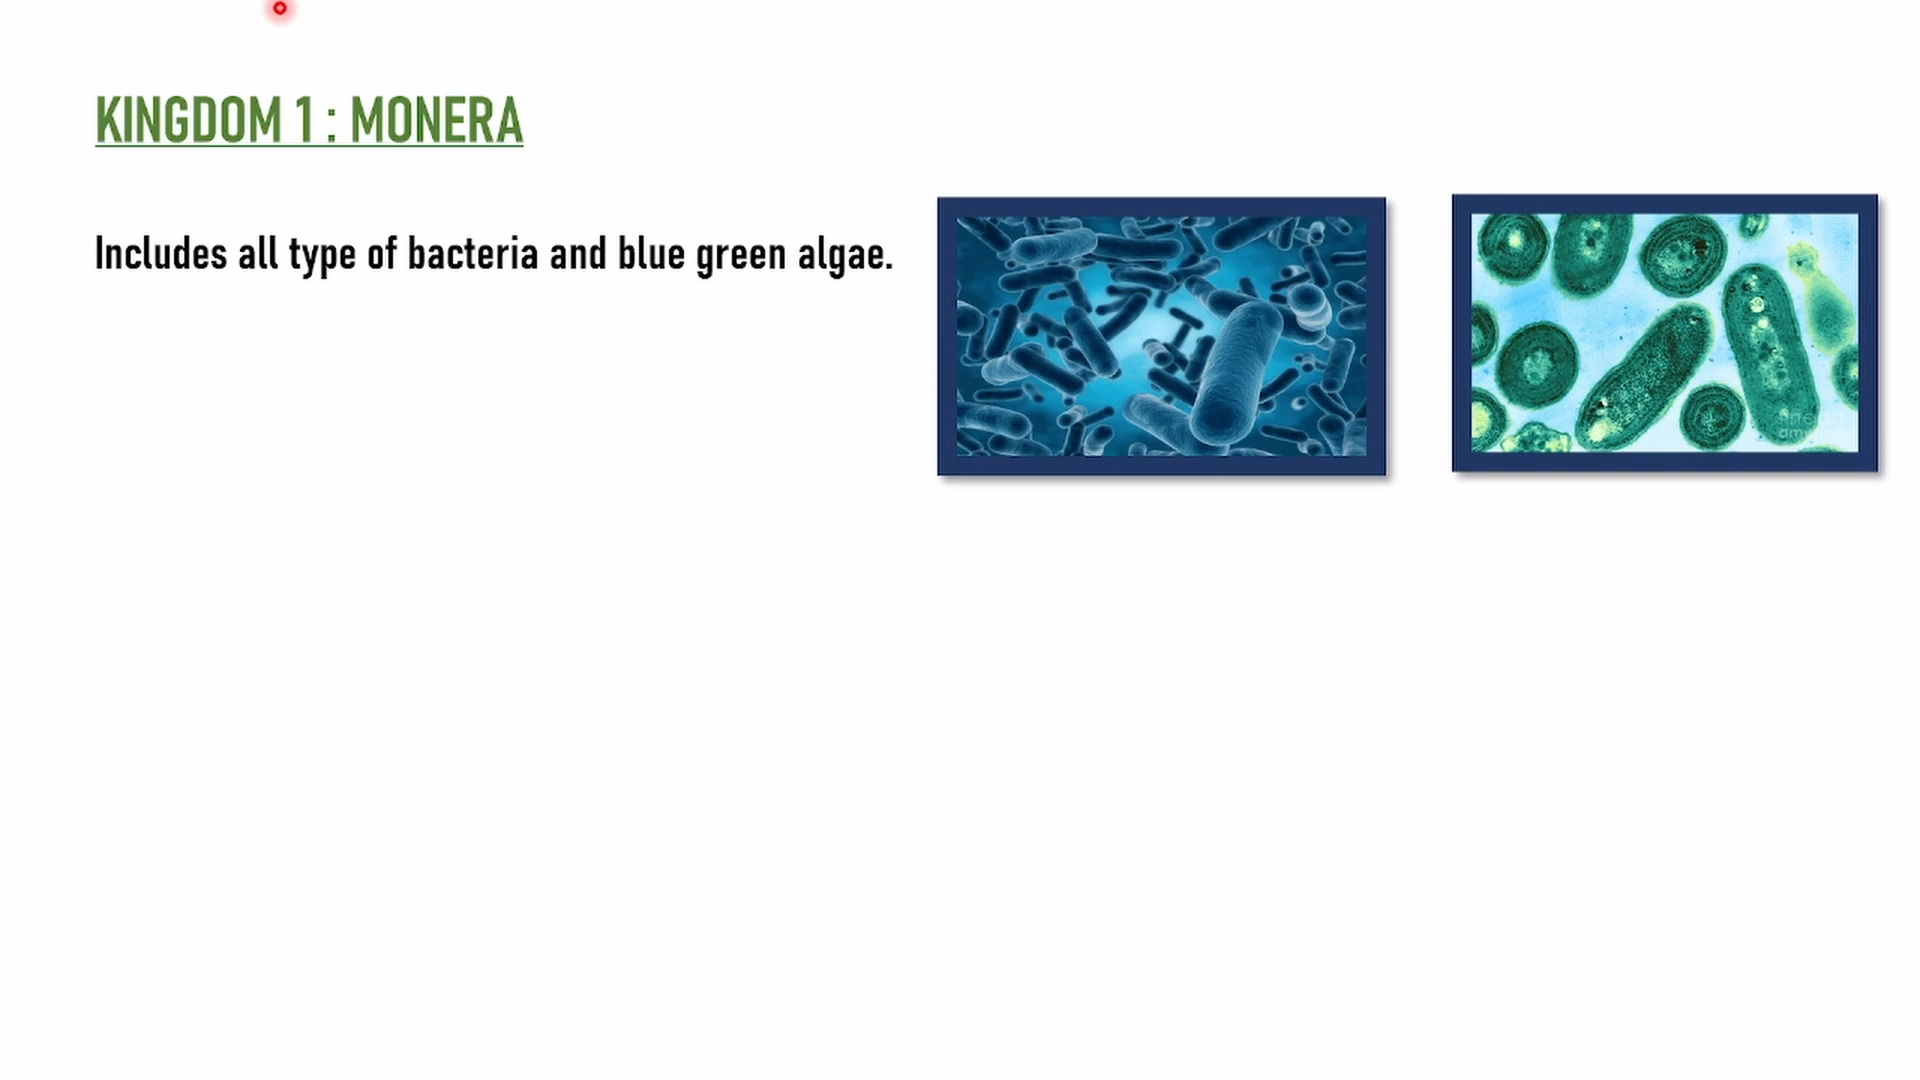 KINGDOM 1 : MONERA
Includes all type of bacteria and blue green algae.